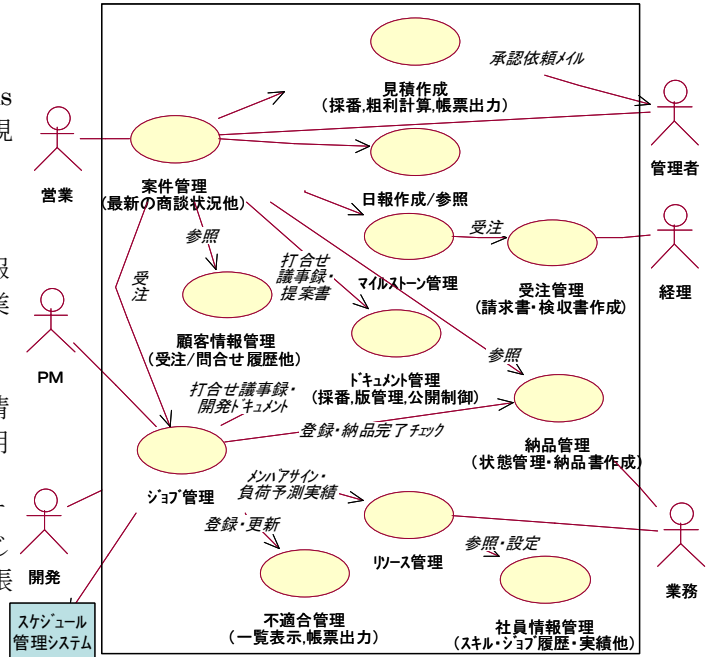 承認依頼ﾒｲﾙ
見積作成
(採番,粗利計算,帳票出力)
is
現
営業
管理者
案件管理
(最新の商談状況他)
日報作成/参照
受注
参照
打合せ
議事録・
提案書
マイルストーン管理
受注管理
(請求書・検収書作成)
経理
報
業
受
注
顧客情報管理
(受注/問合せ履歴他)
PM
参照
ﾄﾞｷｭﾒﾝﾄ管理
(採番,版管理,公開制御)
打合せ議事録・
開発ﾄﾞｷｭﾒﾝﾄ
情
明
登録・納品完了ﾁｪｯｸ
納品管理
(状態管理・納品書作成)
ｼﾞｮﾌﾞ管理
ﾒﾝﾊﾞｱｻｲﾝ・
負荷予測実績
登録・更新
ﾘｿｰｽ管理
参照・設定
開発
業務
じ
張
スケジュール
管理システム
不適合管理
(一覧表示,帳票出力)
社員情報管理
(スキル・ジョブ履歴・実績他)